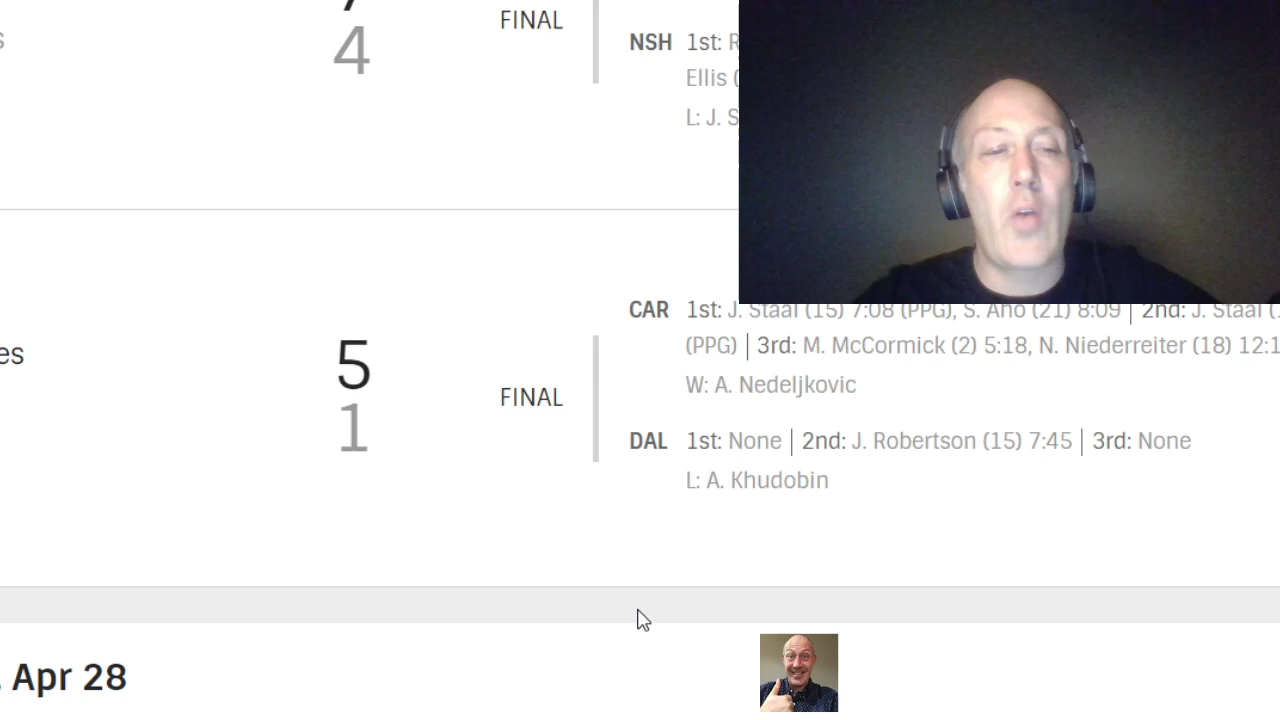 4
FINAL
NSH 1st:
Ellis (
L: J. S
CAR 1st: J. Staal (15) 7:08 (PPG), S. Aho (21) 8:09 | 2nd: J. Staal (
(PPG) | 3rd: M. McCormick (2) 5:18, N. Niederreiter (18) 12:1
es
5
FINAL
W: A. Nedeljkovic
1
DAL 1st: None | 2nd: J. Robertson (15) 7:45 | 3rd: None
L: A. Khudobin
Apr 28